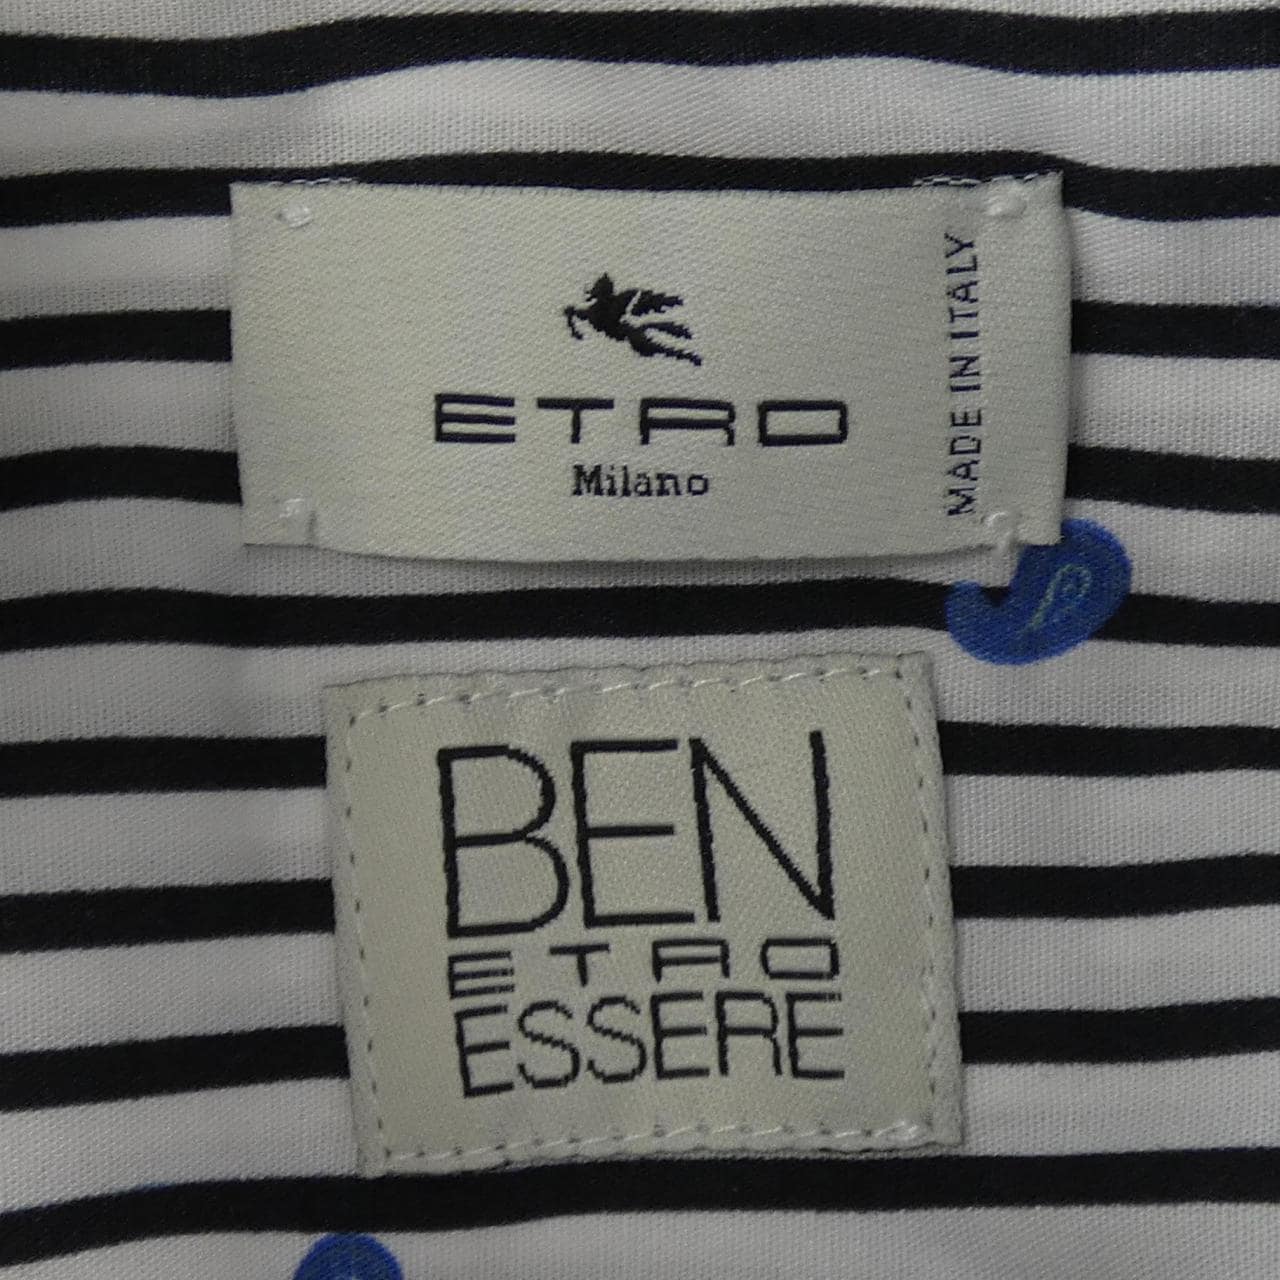 ETRO
Milano
MADE IN ITALY
BEN
ETRO
ESSERE